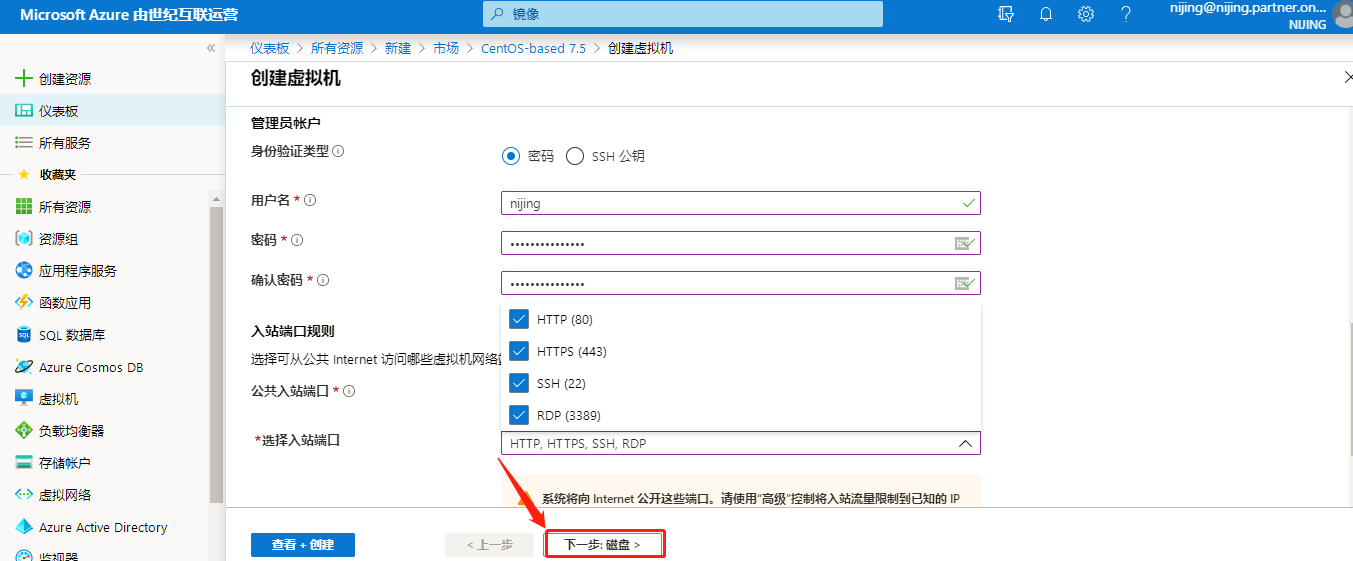 Microsoft Azure 由世纪互联运营
镜像
nijing@nijing.partner.on...
NIJING
仪表板 > 所有资源 > 新建 > 市场 > CentOS-based 7.5 > 创建虚拟机
创建虚拟机
创建资源
仪表板
所有服务
收藏夹
所有资源
资源组
应用程序服务
函数应用
SQL 数据库
Azure Cosmos DB
虚拟机
负载均衡器
存储帐户
虚拟网络
Azure Active Directory
监视器
管理员帐户
身份验证类型
密码
SSH 公钥
用户名 *
nijing
密码 *
确认密码 *
入站端口规则
选择可从公共 Internet 访问哪些虚拟机网络
公共入站端口 *
HTTP (80)
HTTPS (443)
SSH (22)
RDP (3389)
*选择入站端口
HTTP, HTTPS, SSH, RDP
系统将向 Internet 公开这些端口。请使用“高级”控制将入站流量限制到已知的 IP
查看 + 创建
< 上一步
下一步: 磁盘 >